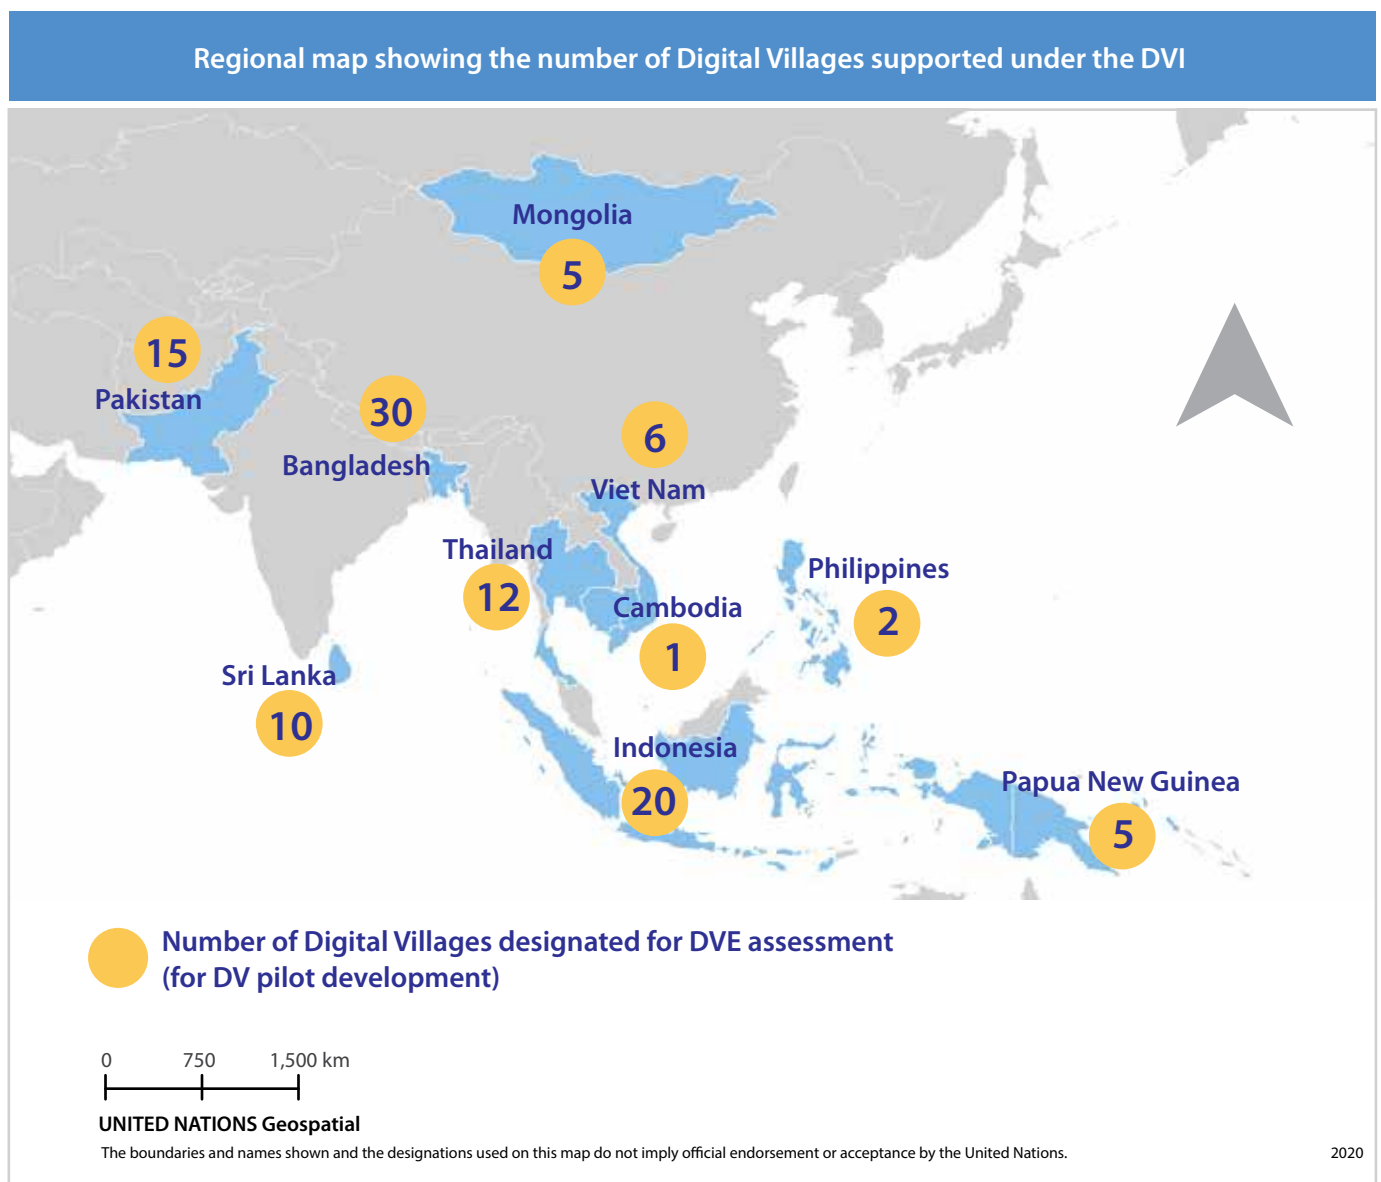 Regional map showing the number of Digital Villages supported under the DVI
Mongolia
5
15
Pakistan
30
Bangladesh
6
Viet Nam
Thailand
12
Philippines
2
Cambodia
1
Sri Lanka
10
Indonesia
20
Papua New Guinea
5
Number of Digital Villages designated for DVE assessment
(for DV pilot development)
0 750 1,500 km
UNITED NATIONS Geospatial
The boundaries and names shown and the designations used on this map do not imply official endorsement or acceptance by the United Nations.
2020